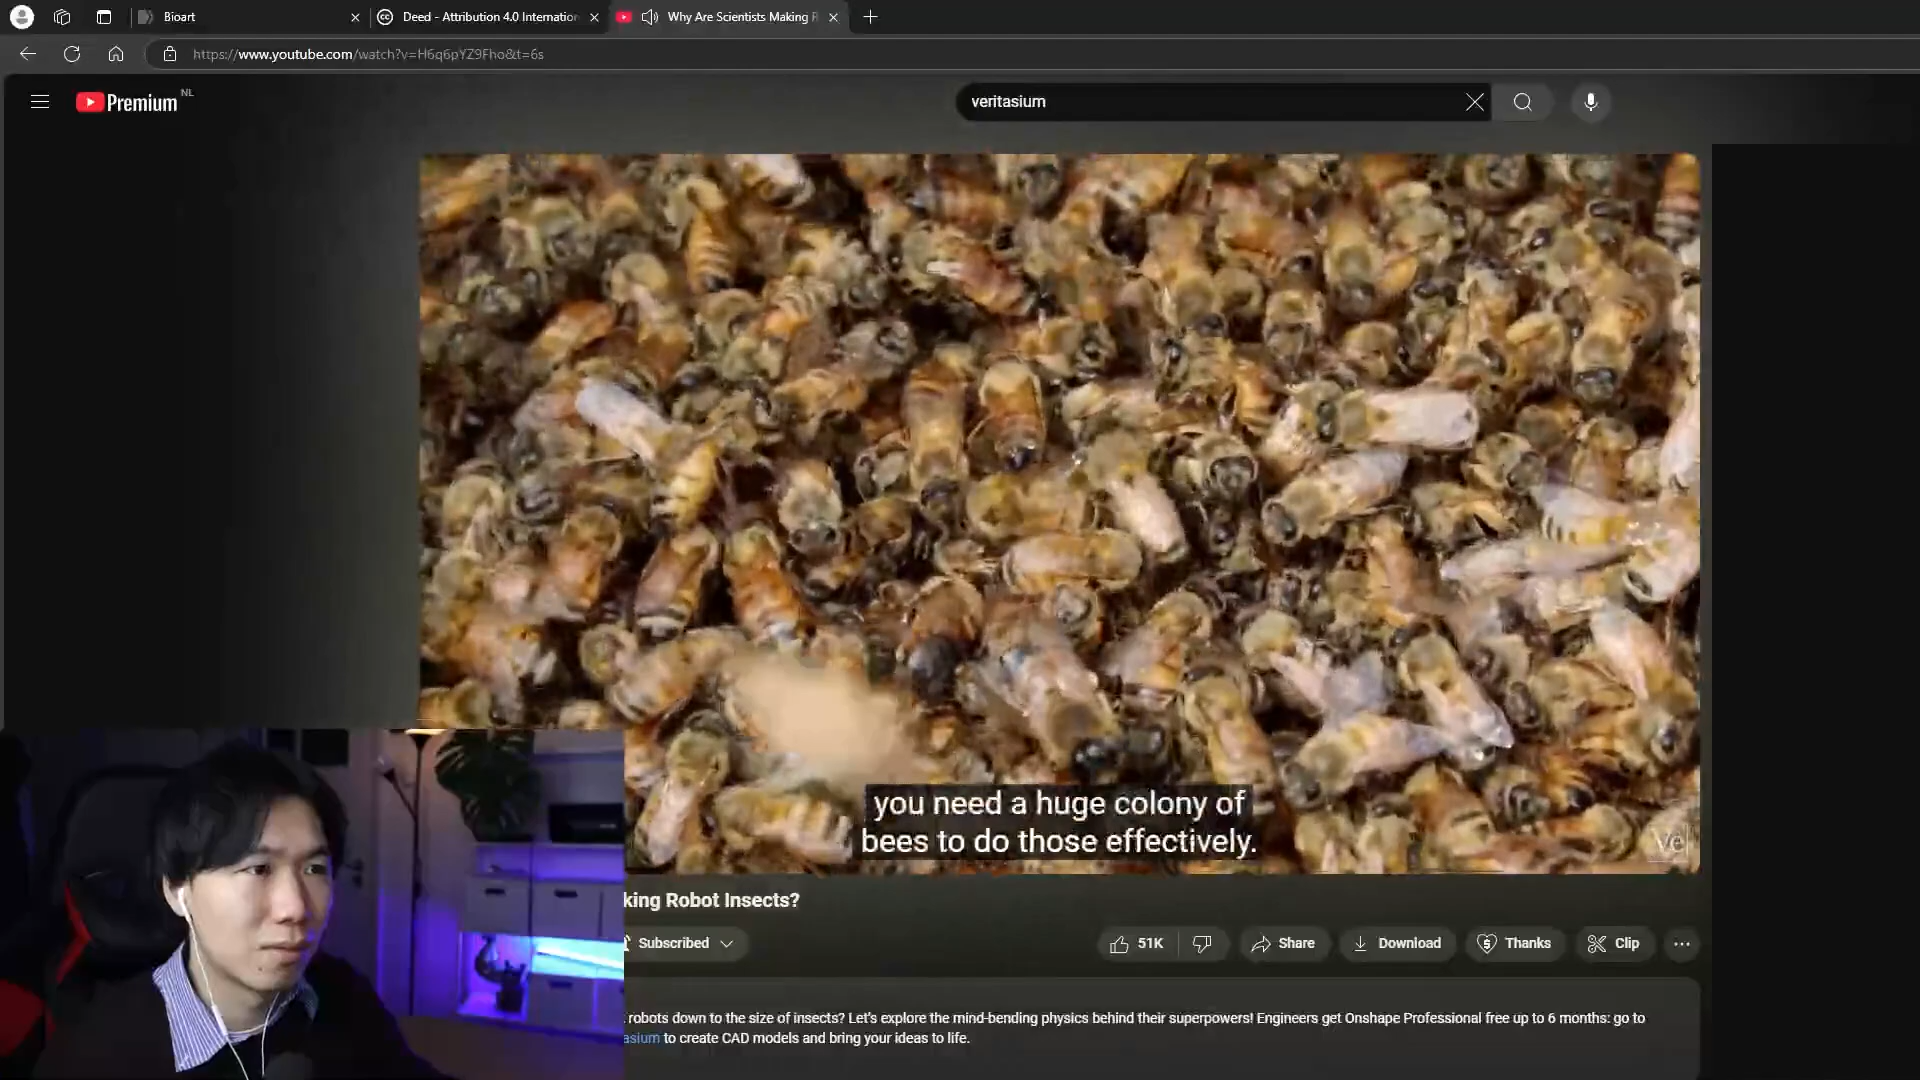 Bioart
Deed - Attribution 4.0 Internation
Why Are Scientists Making R
https://www.youtube.com/watch?v=H6q6pYZ9Fho&t=6s
Premium NL
veritasium
you need a huge colony of
bees to do those effectively.
Ve
king Robot Insects?
Subscribed
51K
Share
Download
Thanks
Clip
robots down to the size of insects? Let's explore the mind-bending physics behind their superpowers! Engineers get Onshape Professional free up to 6 months: go to
asium to create CAD models and bring your ideas to life.